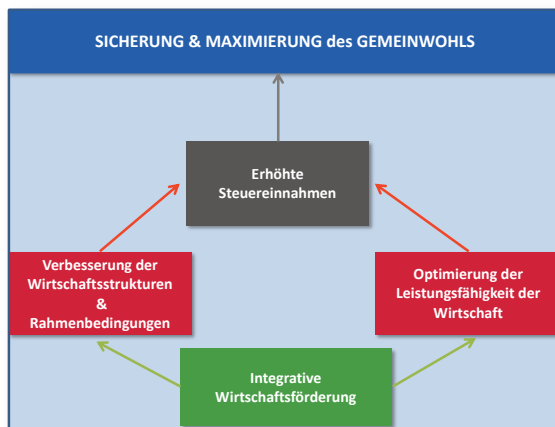 SICHERUNG & MAXIMIERUNG des GEMEINWOHLS
Erhöhte
Steuereinnahmen
Verbesserung der
Wirtschaftsstrukturen
&
Rahmenbedingungen
Optimierung der
Leistungsfähigkeit der
Wirtschaft
Integrative
Wirtschaftsförderung